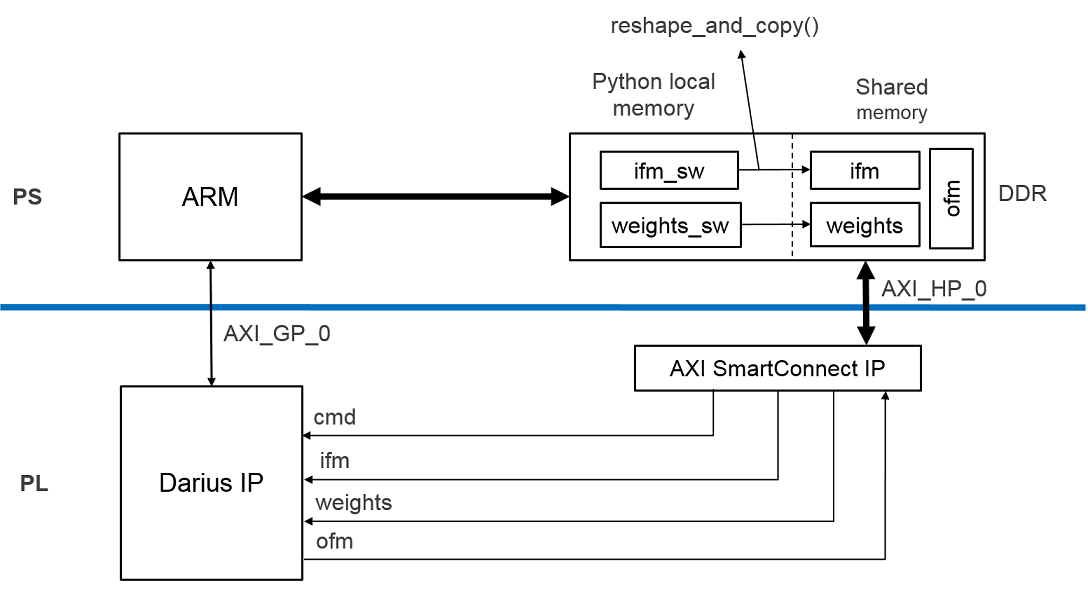 reshape_and_copy()
Python local
memory
Shared
memory
PS
ARM
ifm_sw
ifm
ofm
DDR
weights_sw
weights
AXI_HP_0
AXI_GP_0
AXI SmartConnect IP
cmd
ifm
PL
Darius IP
weights
ofm